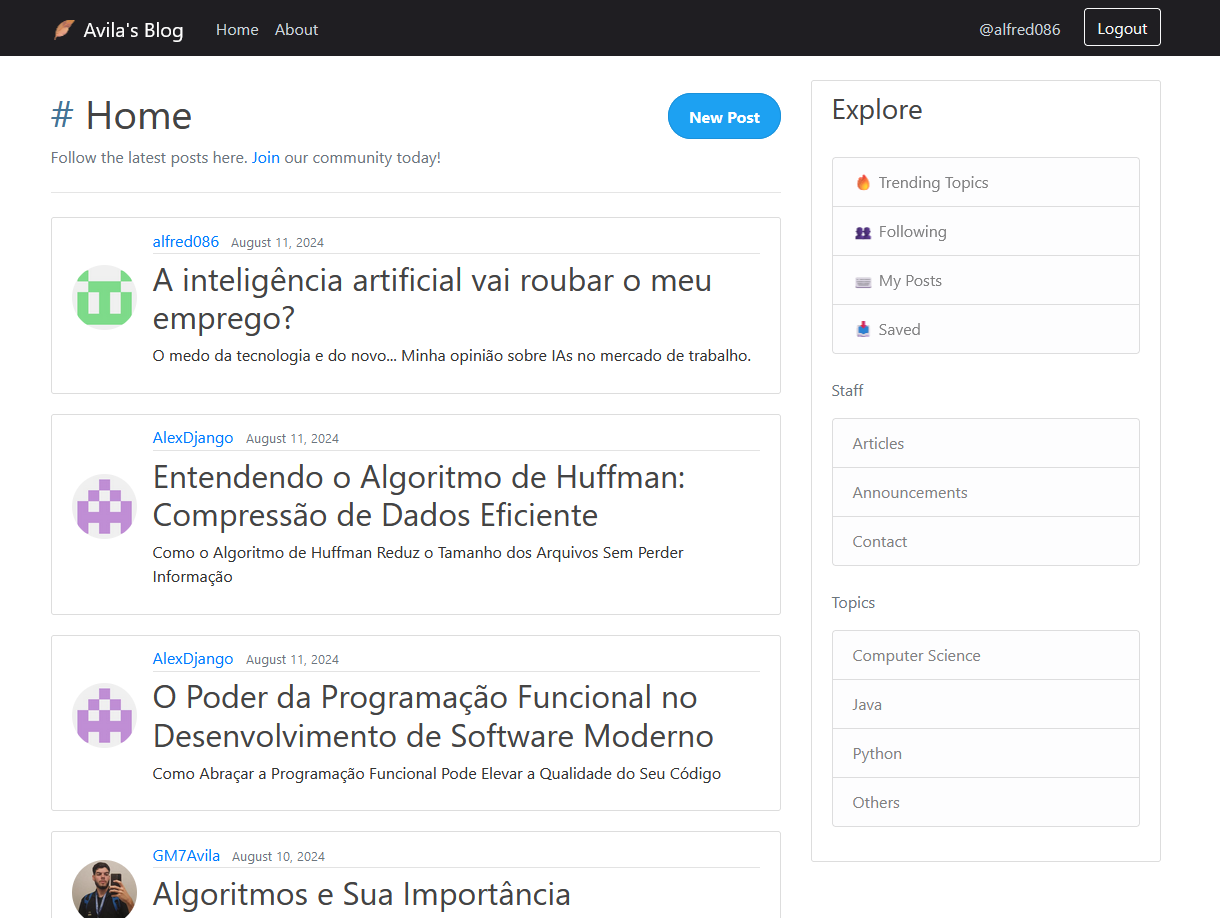 Avila's Blog Home About @alfred086 Logout
# Home New Post
Follow the latest posts here. Join our community today!
alfred086 August 11, 2024
A inteligência artificial vai roubar o meu
emprego?
O medo da tecnologia e do novo... Minha opinião sobre IAs no mercado de trabalho.
AlexDjango August 11, 2024
Entendendo o Algoritmo de Huffman:
Compressão de Dados Eficiente
Como o Algoritmo de Huffman Reduz o Tamanho dos Arquivos Sem Perder
Informação
AlexDjango August 11, 2024
O Poder da Programação Funcional no
Desenvolvimento de Software Moderno
Como Abraçar a Programação Funcional Pode Elevar a Qualidade do Seu Código
GM7Avila August 10, 2024
Algoritmos e Sua Importância
Explore
Trending Topics
Following
My Posts
Saved
Staff
Articles
Announcements
Contact
Topics
Computer Science
Java
Python
Others